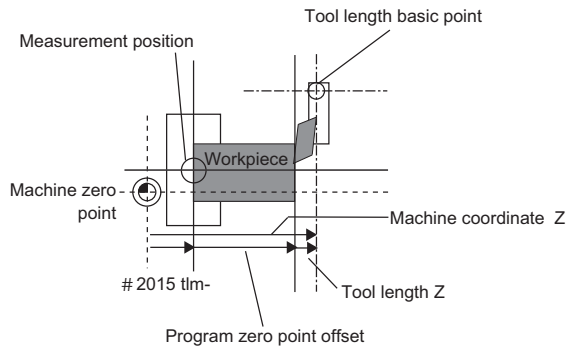 Tool length basic point
Measurement position
Workpiece
Machine zero
point
Machine coordinate Z
# 2015 tlm-
Tool length Z
Program zero point offset